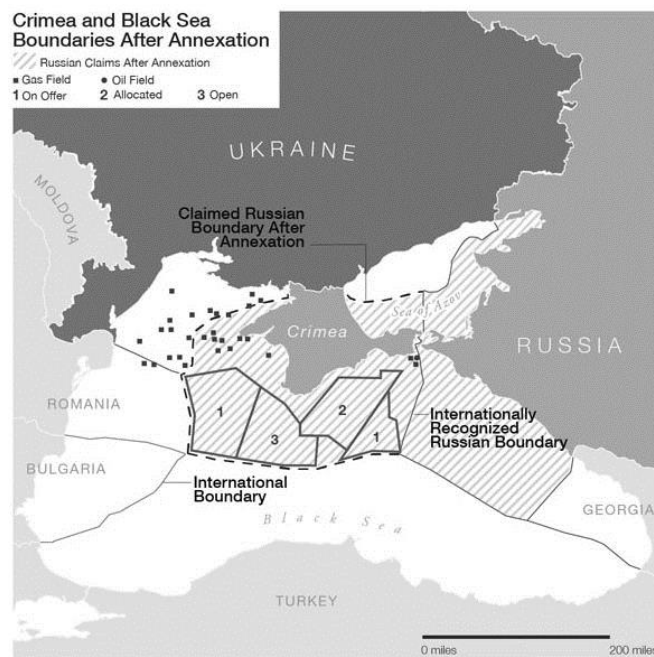 Crimea and Black Sea
Boundaries After Annexation
Russian Claims After Annexation
Gas Field Oil Field
1 On Offer 2 Allocated 3 Open
UKRAINE
MOLDOVA
Claimed Russian
Boundary After
Annexation
Sea of Azov
Crimea
RUSSIA
ROMANIA
1
2
3
1
Internationally
Recognized
Russian Boundary
BULGARIA
International
Boundary
Black Sea
GEORGIA
TURKEY
0 miles 200 miles